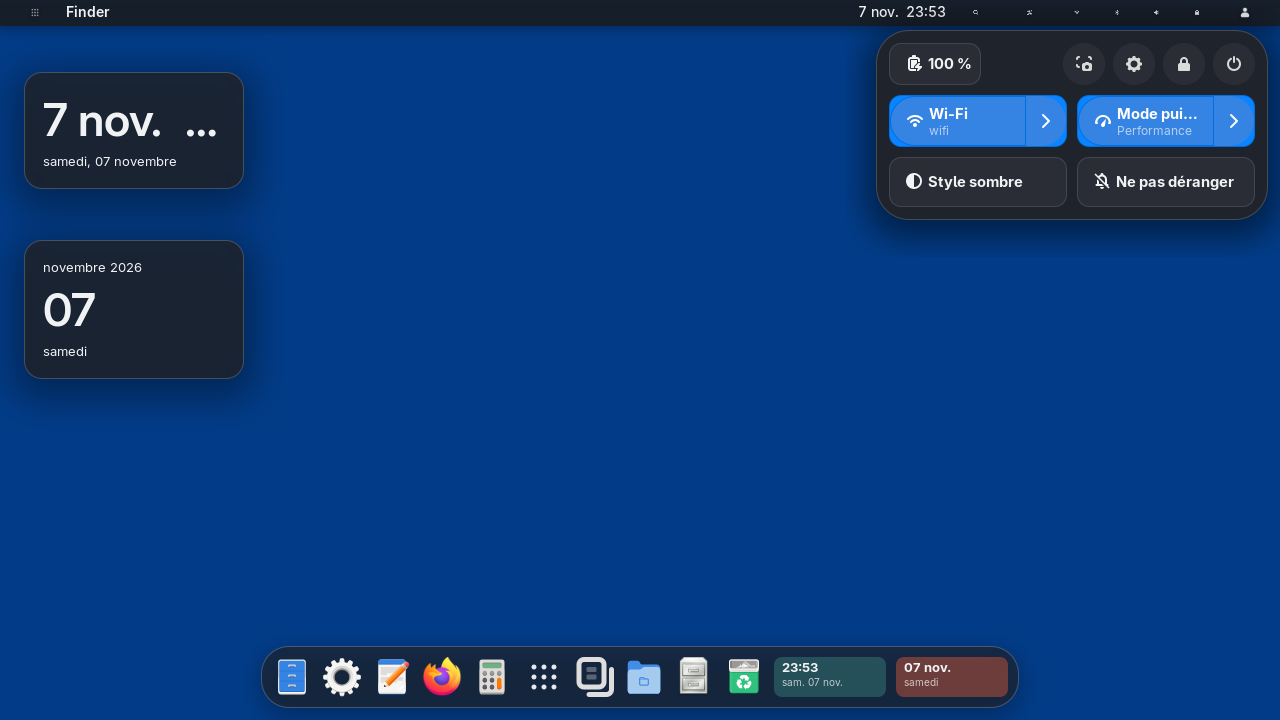 Finder
7 nov.  23:53
7 nov.  ...
samedi, 07 novembre
novembre 2026
07
samedi
100 %
Wi-Fi
wifi
Mode pui...
Performance
Style sombre
Ne pas déranger
23:53
sam. 07 nov.
07 nov.
samedi